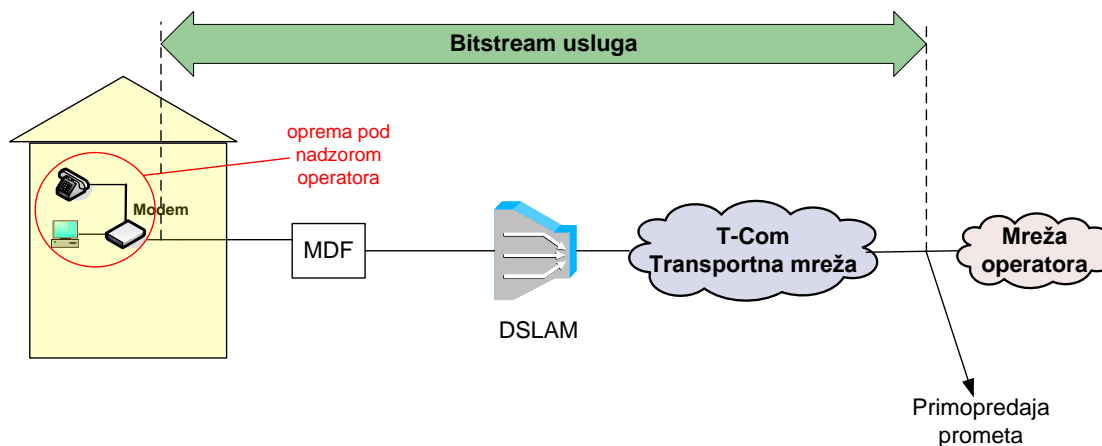 Bitstream usluga
oprema pod
nadzorom
operatora
Modem
MDF
DSLAM
T-Com
Transportna mreža
Mreža
operatora
Primopredaja
prometa